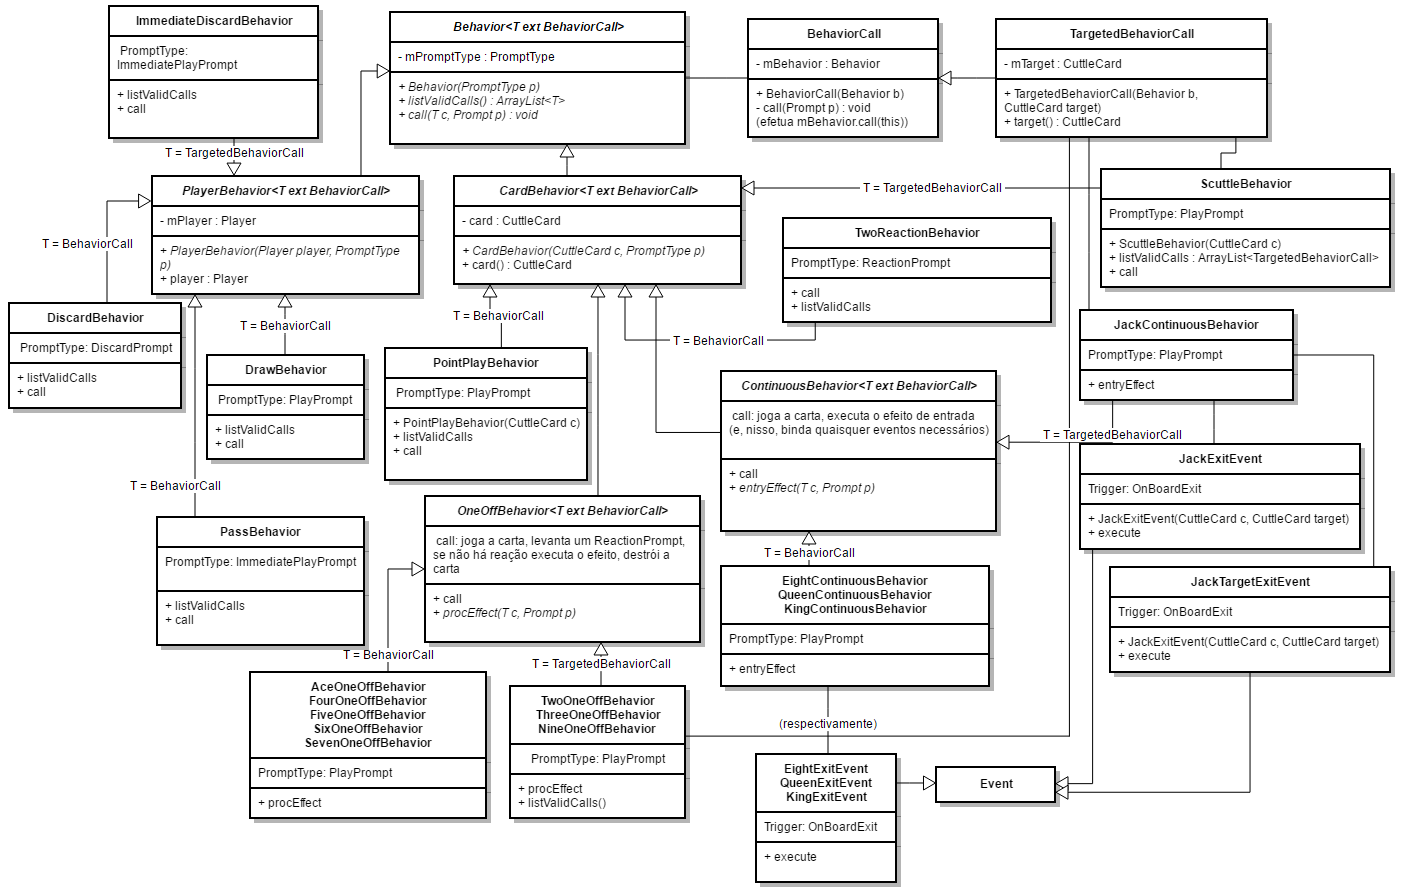 ImmediateDiscardBehavior
PromptType:
ImmediatePlayPrompt
+ listValidCalls
+ call
T = TargetedBehaviorCall
Behavior<T ext BehaviorCall>
- mPromptType : PromptType
+ Behavior(PromptType p)
+ listValidCalls() : ArrayList<T>
+ call(T c, Prompt p) : void
BehaviorCall
- mBehavior : Behavior
+ BehaviorCall(Behavior b)
- call(Prompt p) : void
(efetua mBehavior.call(this))
TargetedBehaviorCall
- mTarget : CuttleCard
+ TargetedBehaviorCall(Behavior b,
CuttleCard target)
+ target() : CuttleCard
PlayerBehavior<T ext BehaviorCall>
- mPlayer : Player
+ PlayerBehavior(Player player, PromptType
p)
+ player : Player
CardBehavior<T ext BehaviorCall>
- card : CuttleCard
+ CardBehavior(CuttleCard c, PromptType p)
+ card() : CuttleCard
T = TargetedBehaviorCall
ScuttleBehavior
PromptType: PlayPrompt
+ ScuttleBehavior(CuttleCard c)
+ listValidCalls : ArrayList<TargetedBehaviorCall>
+ call
T = BehaviorCall
TwoReactionBehavior
PromptType: ReactionPrompt
+ call
+ listValidCalls
T = BehaviorCall
DiscardBehavior
PromptType: DiscardPrompt
+ listValidCalls
+ call
T = BehaviorCall
DrawBehavior
PromptType: PlayPrompt
+ listValidCalls
+ call
T = BehaviorCall
PointPlayBehavior
PromptType: PlayPrompt
+ PointPlayBehavior(CuttleCard c)
+ listValidCalls
+ call
JackContinuousBehavior
PromptType: PlayPrompt
+ entryEffect
ContinuousBehavior<T ext BehaviorCall>
call: joga a carta, executa o efeito de entrada
(e, nisso, binda quaisquer eventos necessários)
+ call
+ entryEffect(T c, Prompt p)
T = TargetedBehaviorCall
JackExitEvent
Trigger: OnBoardExit
+ JackExitEvent(CuttleCard c, CuttleCard target)
+ execute
T = BehaviorCall
PassBehavior
PromptType: ImmediatePlayPrompt
+ listValidCalls
+ call
OneOffBehavior<T ext BehaviorCall>
call: joga a carta, levanta um ReactionPrompt,
se não há reação executa o efeito, destrói a
carta
+ call
+ procEffect(T c, Prompt p)
T = BehaviorCall
EightContinuousBehavior
QueenContinuousBehavior
KingContinuousBehavior
PromptType: PlayPrompt
+ entryEffect
JackTargetExitEvent
Trigger: OnBoardExit
+ JackExitEvent(CuttleCard c, CuttleCard target)
+ execute
T = BehaviorCall
AceOneOffBehavior
FourOneOffBehavior
FiveOneOffBehavior
SixOneOffBehavior
SevenOneOffBehavior
PromptType: PlayPrompt
+ procEffect
T = TargetedBehaviorCall
TwoOneOffBehavior
ThreeOneOffBehavior
NineOneOffBehavior
PromptType: PlayPrompt
+ procEffect
+ listValidCalls()
(respectivamente)
EightExitEvent
QueenExitEvent
KingExitEvent
Trigger: OnBoardExit
+ execute
Event